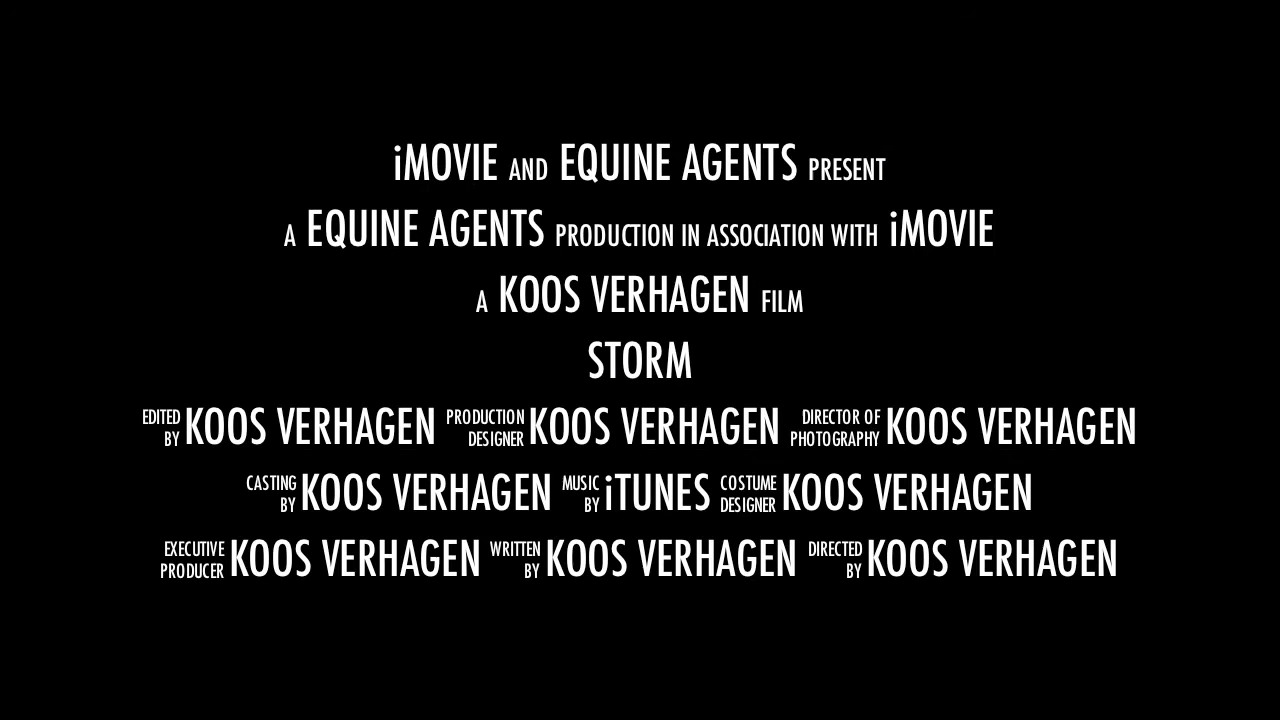 iMOVIE AND EQUINE AGENTS PRESENT
A EQUINE AGENTS PRODUCTION IN ASSOCIATION WITH iMOVIE
A KOOS VERHAGEN FILM
STORM
EDITED BY KOOS VERHAGEN PRODUCTION DESIGNER KOOS VERHAGEN DIRECTOR OF PHOTOGRAPHY KOOS VERHAGEN
CASTING BY KOOS VERHAGEN MUSIC BY iTUNES COSTUME DESIGNER KOOS VERHAGEN
EXECUTIVE PRODUCER KOOS VERHAGEN WRITTEN BY KOOS VERHAGEN DIRECTED BY KOOS VERHAGEN